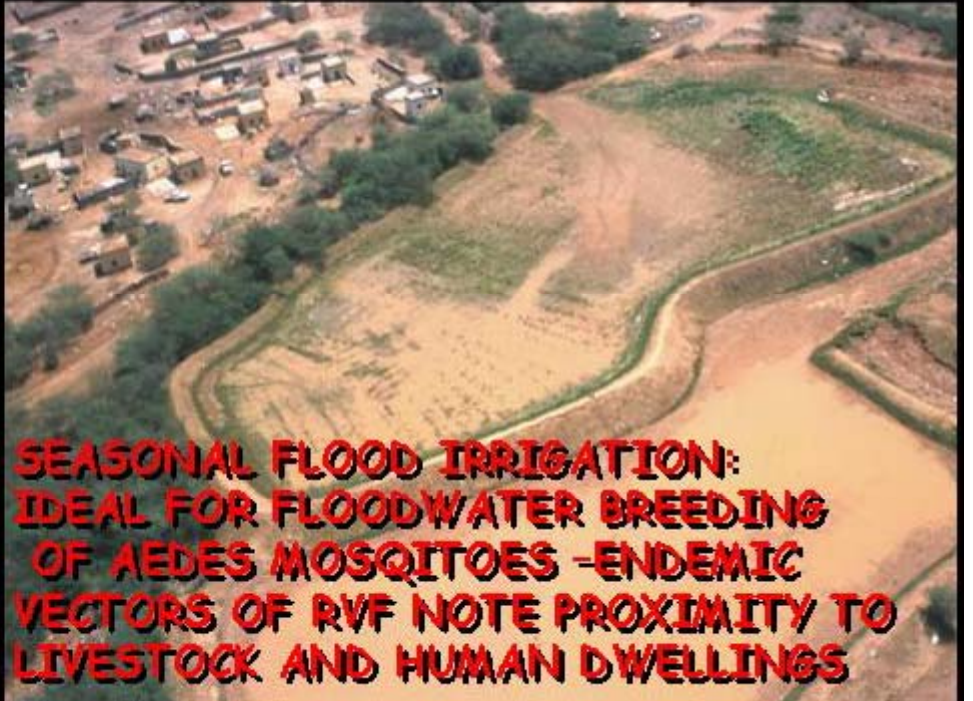 SEASONAL FLOOD IRRIGATION:
IDEAL FOR FLOODWATER BREEDING
OF AEDES MOSQITOES -ENDEMIC
VECTORS OF RVF NOTE PROXIMITY TO
LIVESTOCK AND HUMAN DWELLINGS